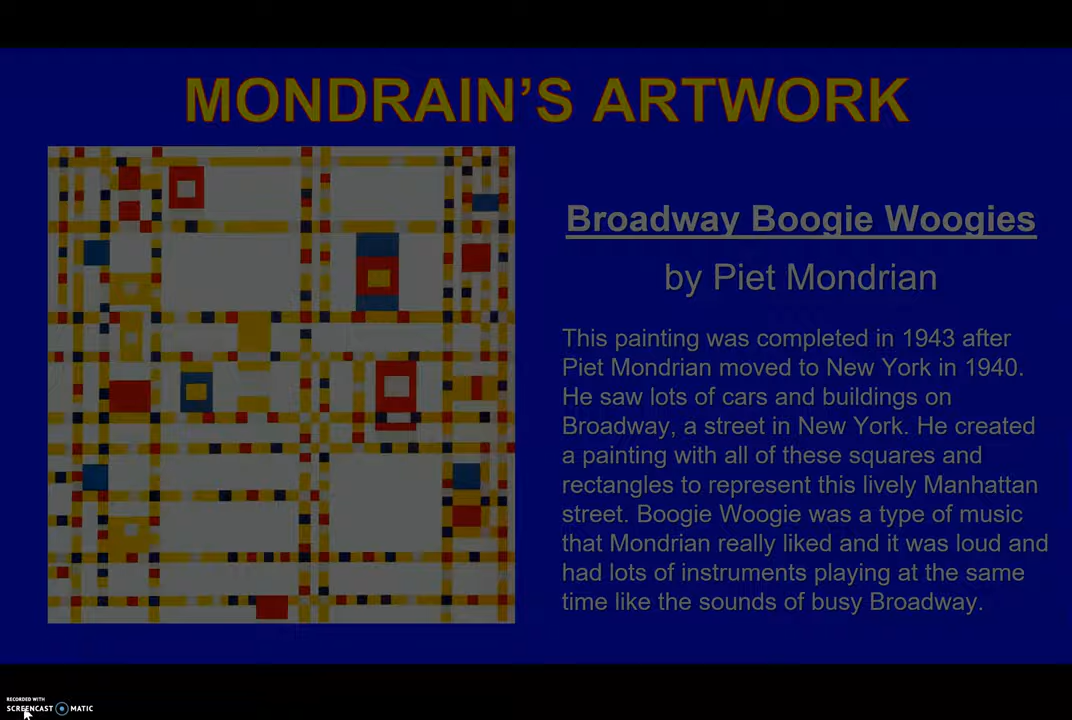 MONDRAIN’S ARTWORK
Broadway Boogie Woogies
by Piet Mondrian
This painting was completed in 1943 after
Piet Mondrian moved to New York in 1940.
He saw lots of cars and buildings on
Broadway, a street in New York. He created
a painting with all of these squares and
rectangles to represent this lively Manhattan
street. Boogie Woogie was a type of music
that Mondrian really liked and it was loud and
had lots of instruments playing at the same
time like the sounds of busy Broadway.
RECORDED WITH
SCREENCAST MATIC